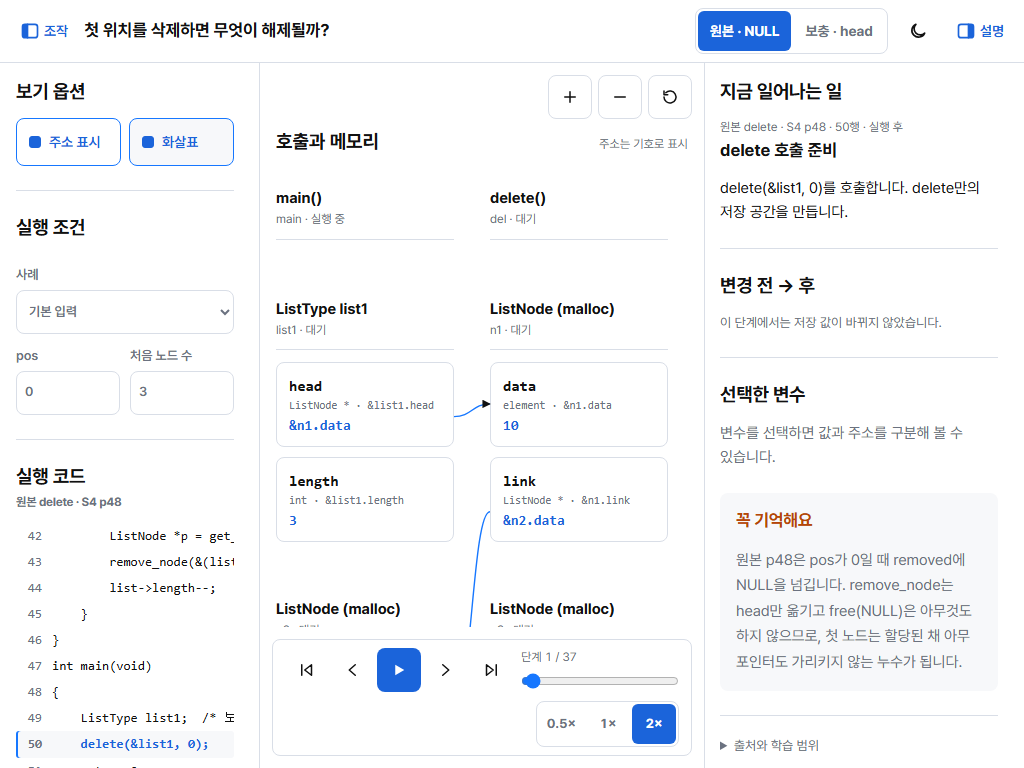 조작
첫 위치를 삭제하면 무엇이 해제될까?
원본 · NULL
보충 · head
설명
보기 옵션
주소 표시
화살표
실행 조건
사례
기본 입력
pos
처음 노드 수
0
3
실행 코드
원본 delete · S4 p48
42 ListNode *p = get_
43 remove_node(&(list
44 list->length--;
45 }
46 }
47 int main(void)
48 {
49 ListType list1; /* 노
50 delete(&list1, 0);
호출과 메모리
주소는 기호로 표시
main()
main · 실행 중
delete()
del · 대기
ListType list1
list1 · 대기
ListNode (malloc)
n1 · 대기
head
ListNode * · &list1.head
&n1.data
data
element · &n1.data
10
length
int · &list1.length
3
link
ListNode * · &n1.link
&n2.data
ListNode (malloc)
ListNode (malloc)
단계 1 / 37
0.5×
1×
2×
지금 일어나는 일
원본 delete · S4 p48 · 50행 · 실행 후
delete 호출 준비
delete(&list1, 0)를 호출합니다. delete만의
저장 공간을 만듭니다.
변경 전 → 후
이 단계에서는 저장 값이 바뀌지 않았습니다.
선택한 변수
변수를 선택하면 값과 주소를 구분해 볼 수
있습니다.
꼭 기억해요
원본 p48은 pos가 0일 때 removed에
NULL을 넘깁니다. remove_node는
head만 옮기고 free(NULL)은 아무것도
하지 않으므로, 첫 노드는 할당된 채 아무
포인터도 가리키지 않는 누수가 됩니다.
출처와 학습 범위